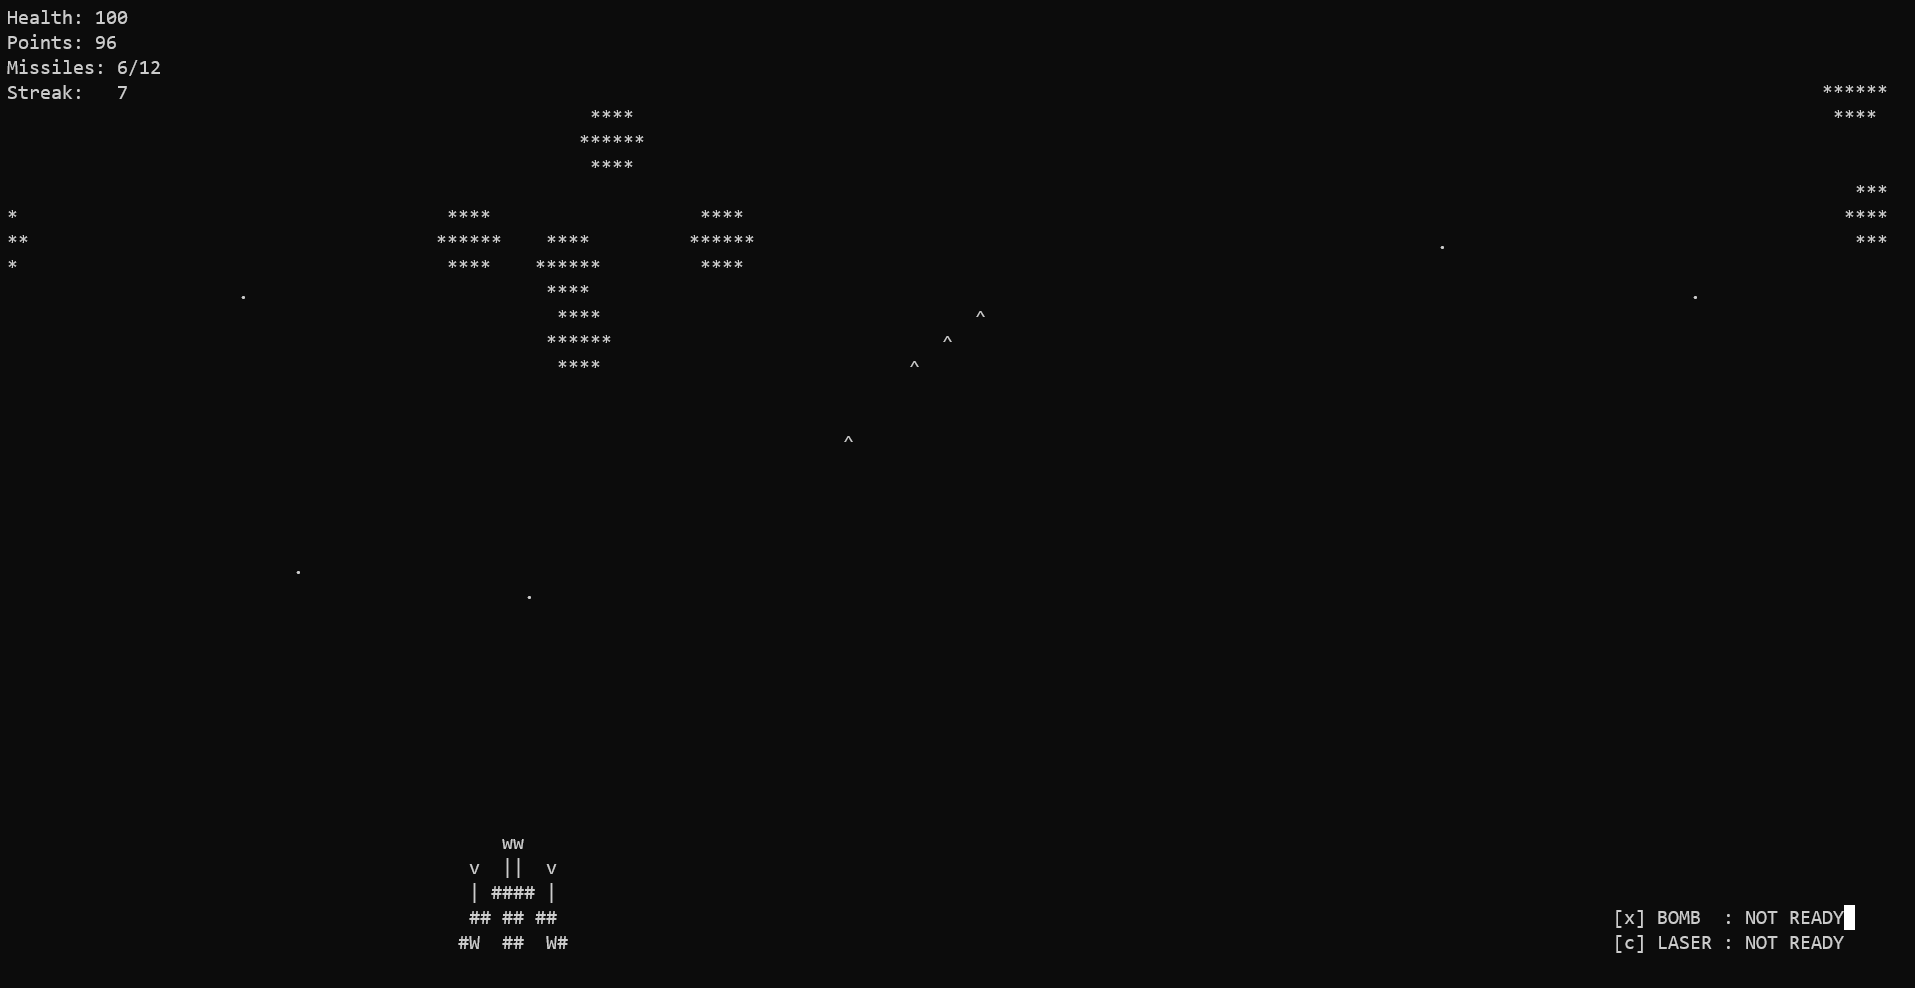 Health: 100
Points: 96
Missiles: 6/12
Streak:   7
******
****
****
******
****
***
*
****
****
****
**
******
****
******
***
*
****
******
****
.
.
****
.
****
^
******
^
****
^
^
.
.
WW
v  ||  v
| #### |
## ## ##
#W  ##  W#
[x] BOMB  : NOT READY
[c] LASER : NOT READY